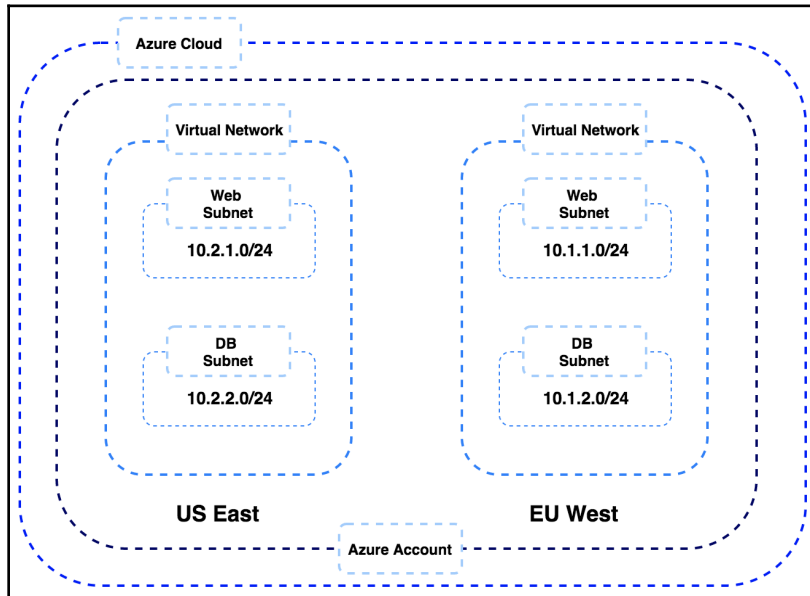 Azure Cloud
Virtual Network
Web
Subnet
10.2.1.0/24
DB
Subnet
10.2.2.0/24
US East
Virtual Network
Web
Subnet
10.1.1.0/24
DB
Subnet
10.1.2.0/24
EU West
Azure Account